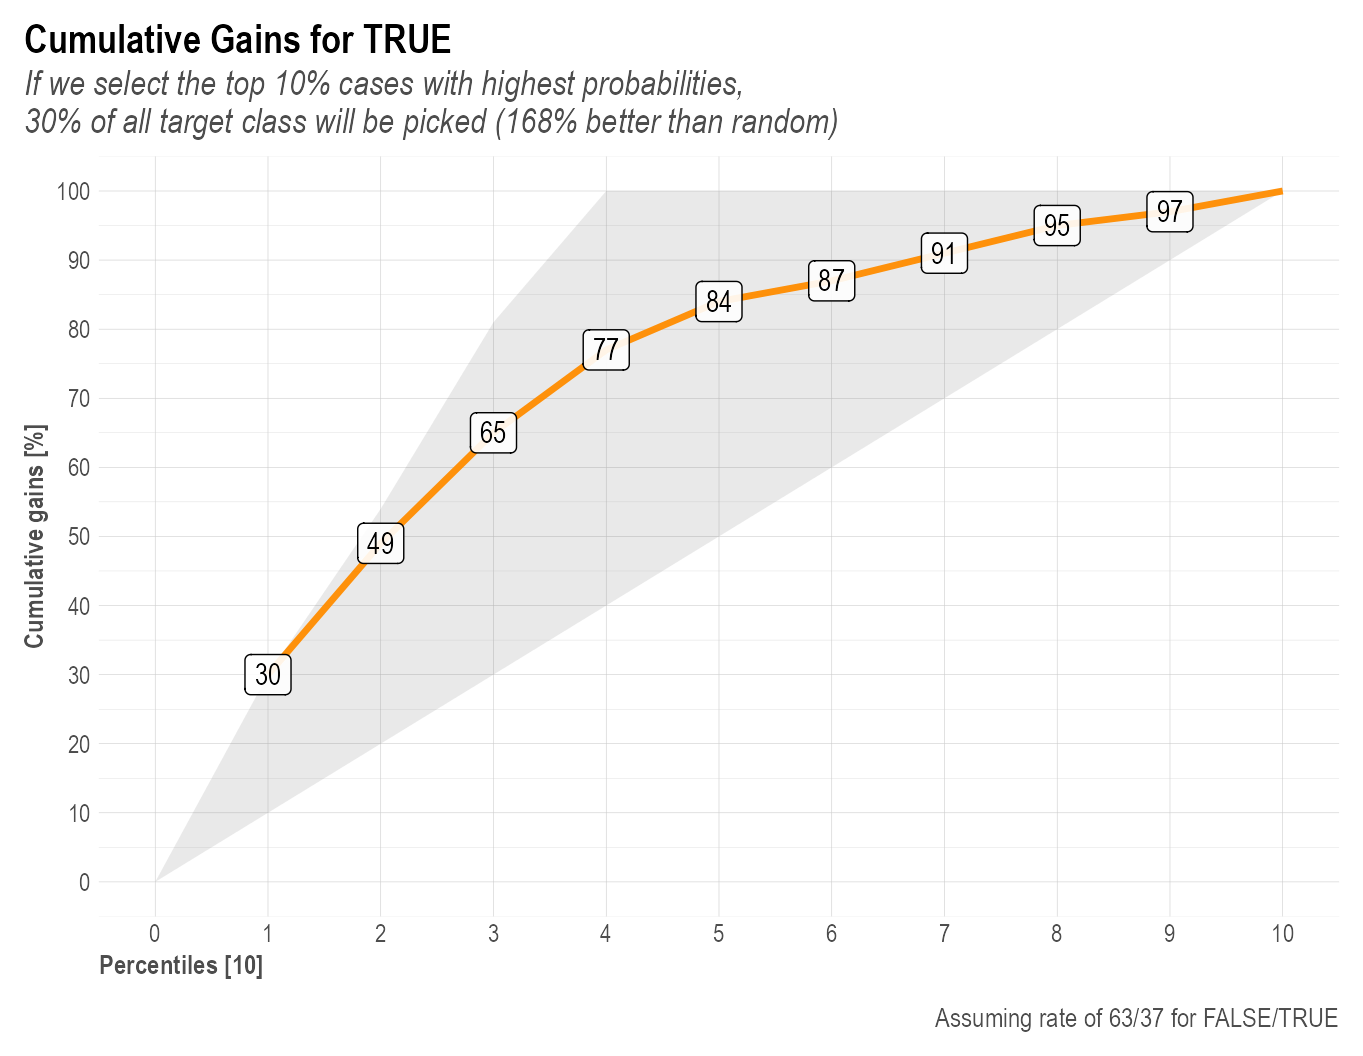 Cumulative Gains for TRUE
If we select the top 10% cases with highest probabilities,
30% of all target class will be picked (168% better than random)
Cumulative gains [%]
100
90
80
70
60
50
40
30
20
10
0
30
49
65
77
84
87
91
95
97
0 1 2 3 4 5 6 7 8 9 10
Percentiles [10]
Assuming rate of 63/37 for FALSE/TRUE